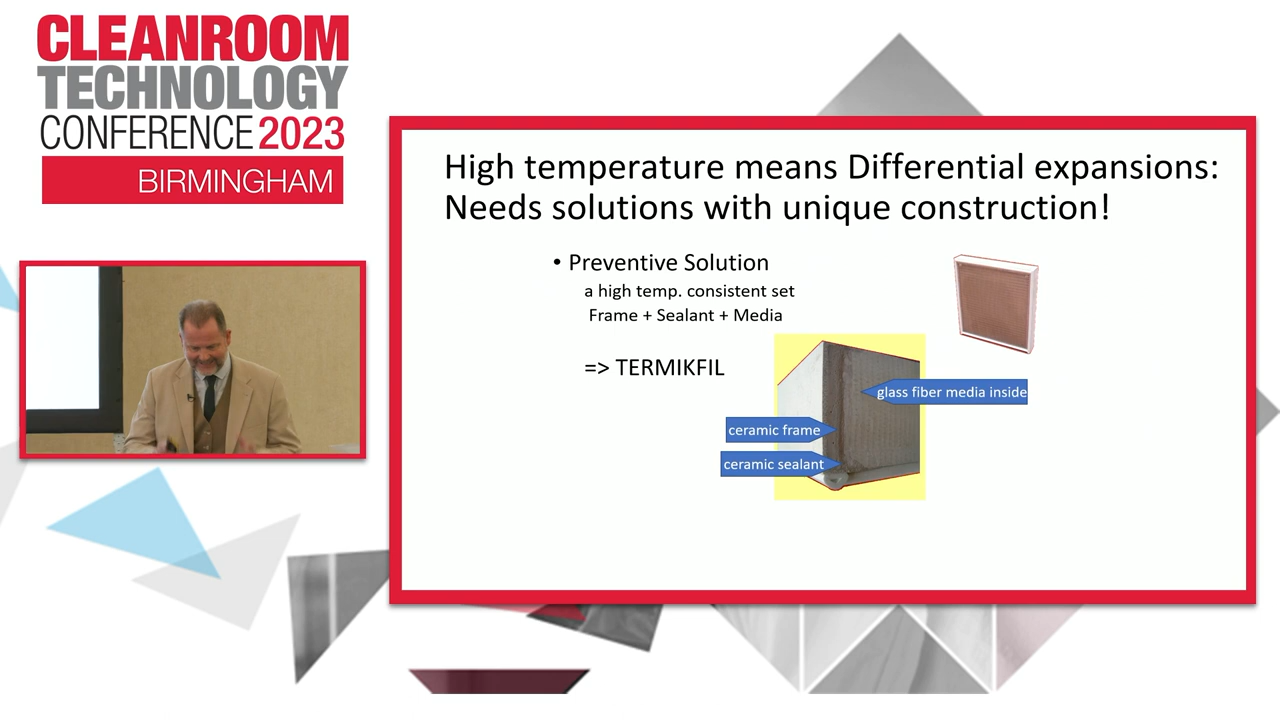 CLEANROOM
TECHNOLOGY
CONFERENCE 2023
BIRMINGHAM
High temperature means Differential expansions:
Needs solutions with unique construction!
• Preventive Solution
a high temp. consistent set
Frame + Sealant + Media
=> TERMIKFIL
glass fiber media inside
ceramic frame
ceramic sealant